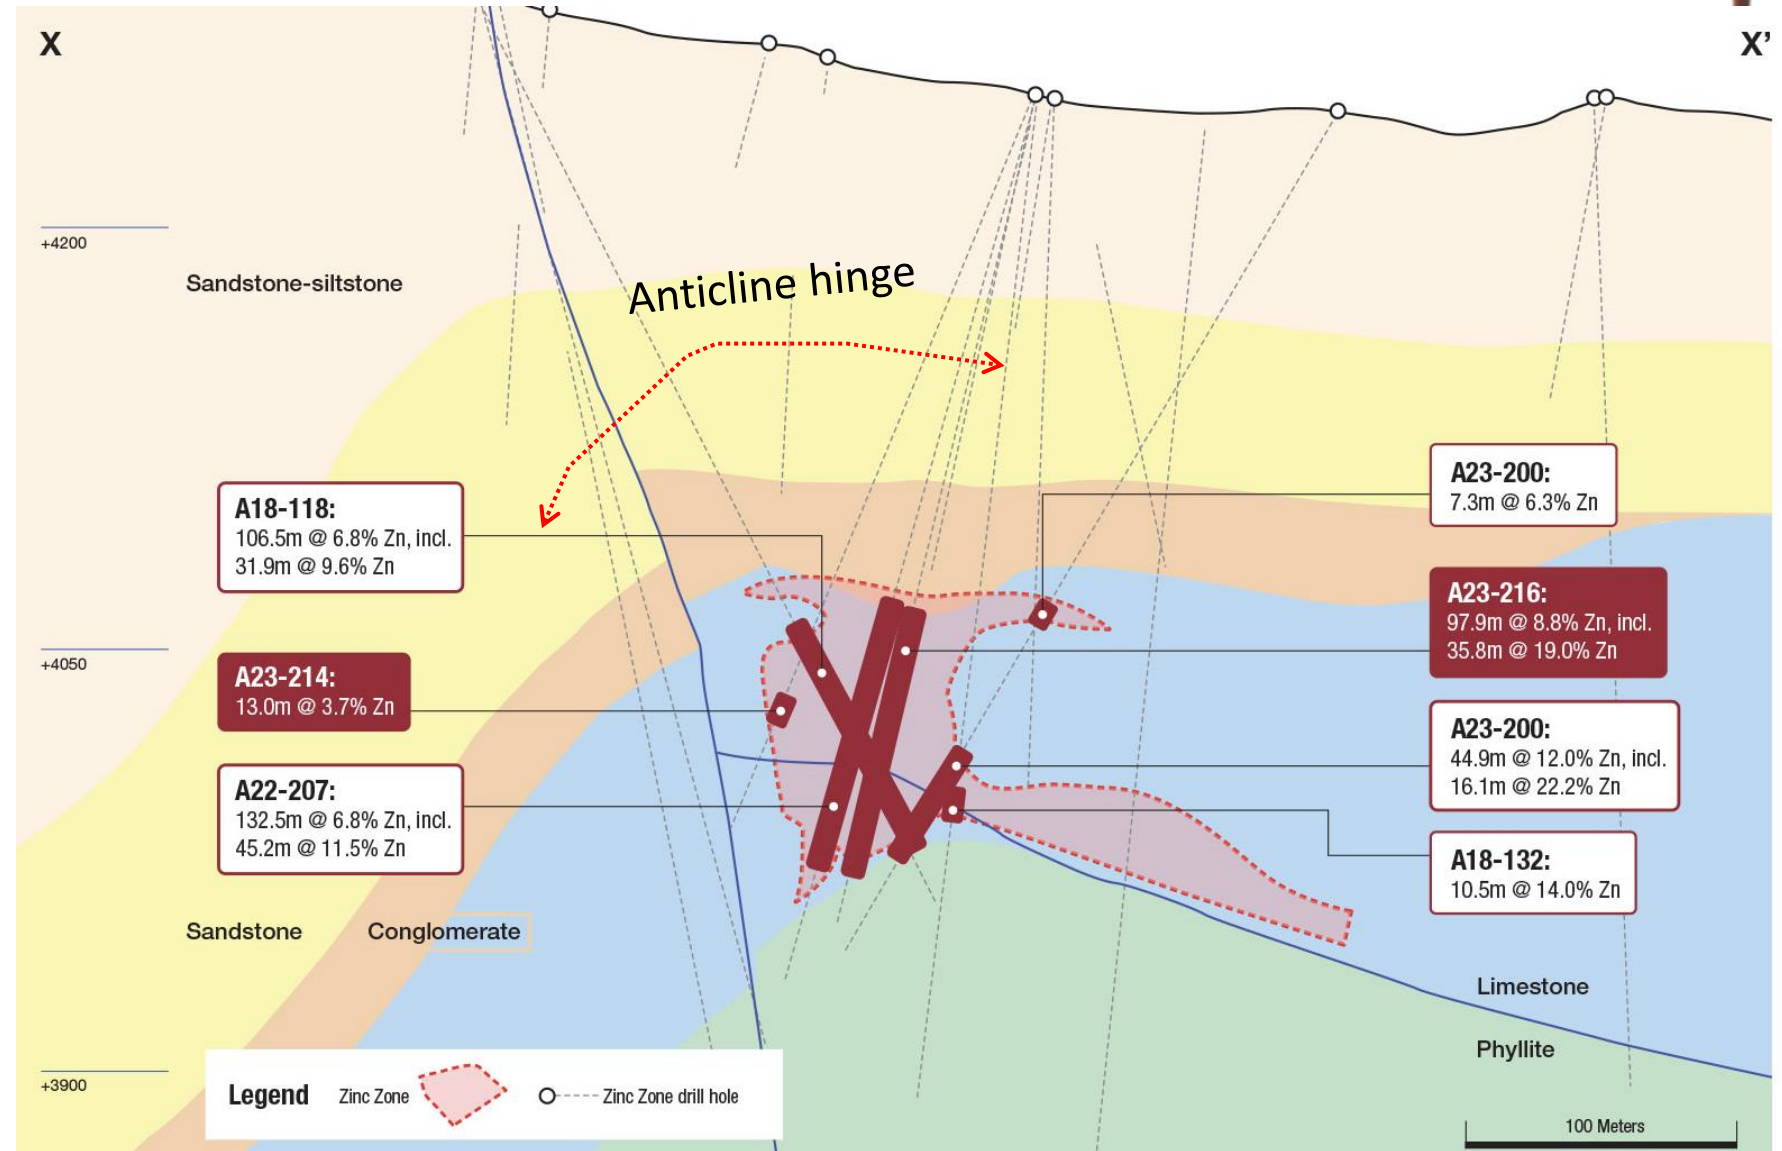 X
X’
+4200
Sandstone-siltstone
Anticline hinge
A23-200:
7.3m @ 6.3% Zn
A18-118:
106.5m @ 6.8% Zn, incl.
31.9m @ 9.6% Zn
A23-216:
97.9m @ 8.8% Zn, incl.
35.8m @ 19.0% Zn
+4050
A23-214:
13.0m @ 3.7% Zn
A23-200:
44.9m @ 12.0% Zn, incl.
16.1m @ 22.2% Zn
A22-207:
132.5m @ 6.8% Zn, incl.
45.2m @ 11.5% Zn
A18-132:
10.5m @ 14.0% Zn
Sandstone
Conglomerate
Limestone
Phyllite
+3900
Legend
Zinc Zone
Zinc Zone drill hole
100 Meters